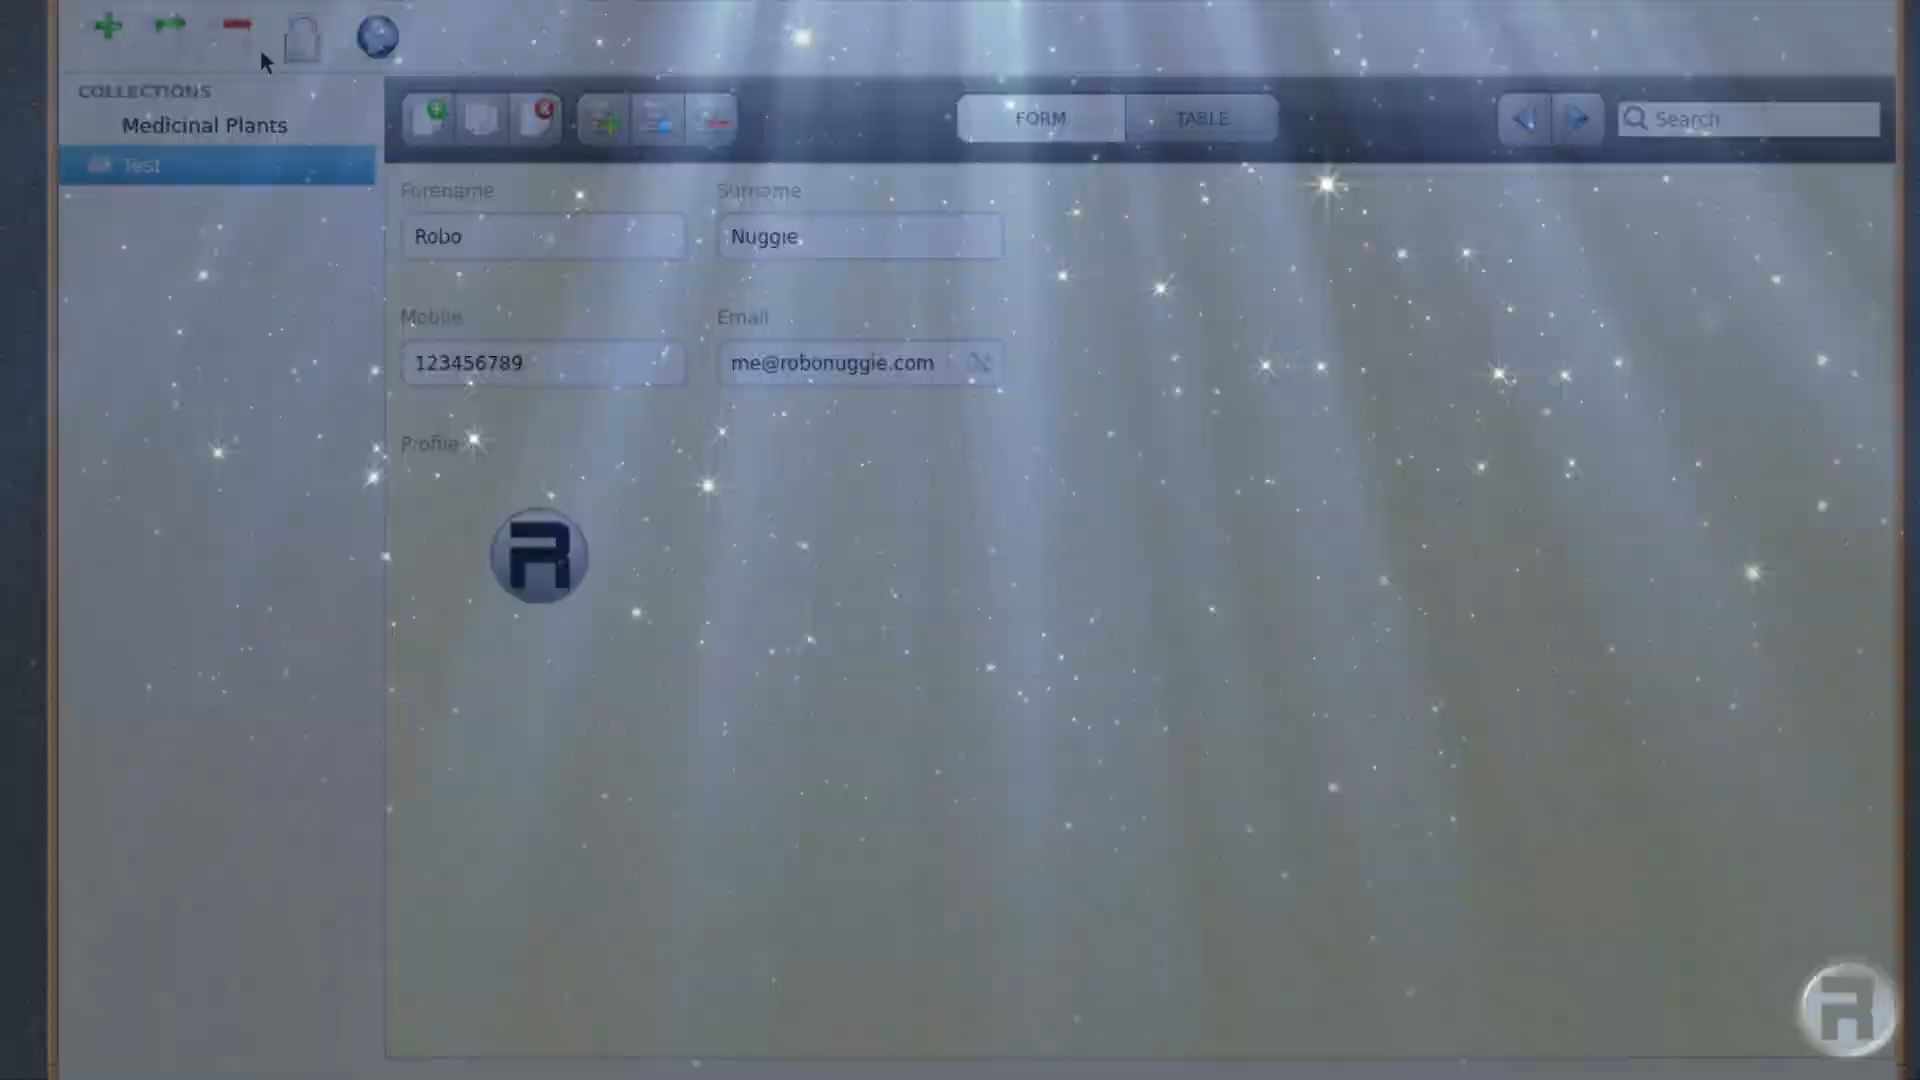 COLLECTIONS
Medicinal Plants
Test
FORM
TABLE
Search
Forename
Surname
Robo
Nuggie
Mobile
Email
123456789
me@robonuggie.com
Profile
R
R